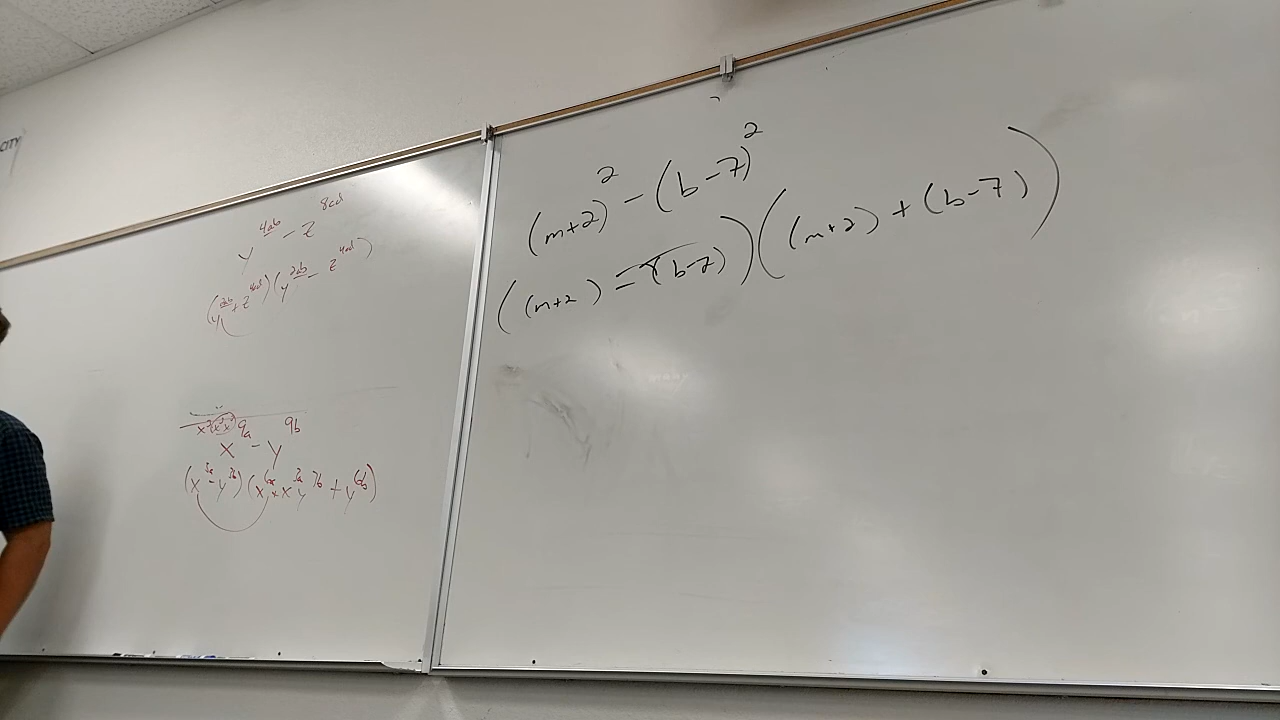 CITY
y^{4ab} - z^{8cd}
(y^{2ab} + z^{4cd})(y^{2ab} - z^{4cd})
x^{9a} - y^{9b}
(x^{3a} - y^{3b})(x^{6a} + x^{3a}y^{3b} + y^{6b})
(m+2)^2 - (b-7)^2
((m+2) - (b-7))((m+2) + (b-7))